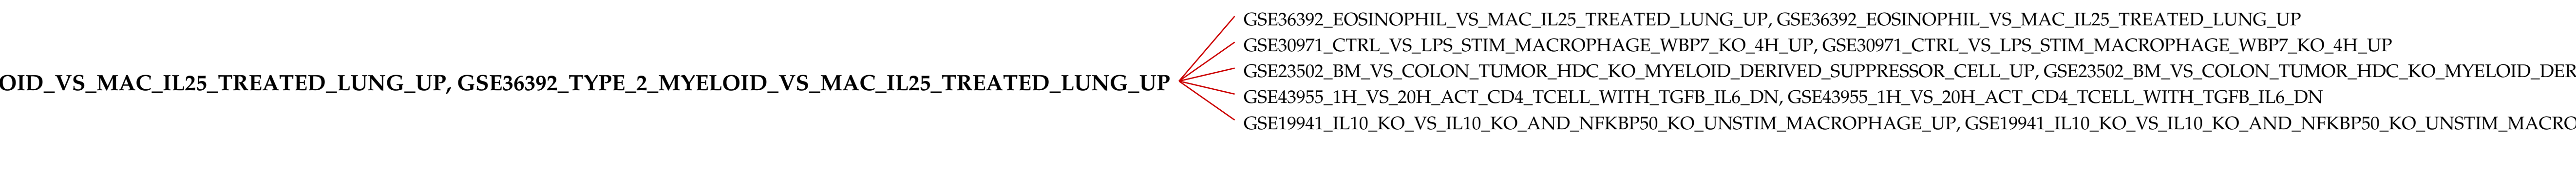 GSE36392_EOSINOPHIL_VS_MAC_IL25_TREATED_LUNG_UP, GSE36392_EOSINOPHIL_VS_MAC_IL25_TREATED_LUNG_UP
GSE30971_CTRL_VS_LPS_STIM_MACROPHAGE_WBP7_KO_4H_UP, GSE30971_CTRL_VS_LPS_STIM_MACROPHAGE_WBP7_KO_4H_UP
GSE23502_BM_VS_COLON_TUMOR_HDC_KO_MYELOID_DERIVED_SUPPRESSOR_CELL_UP, GSE23502_BM_VS_COLON_TUMOR_HDC_KO_MYELOID_DER
OID_VS_MAC_IL25_TREATED_LUNG_UP, GSE36392_TYPE_2_MYELOID_VS_MAC_IL25_TREATED_LUNG_UP
GSE43955_1H_VS_20H_ACT_CD4_TCELL_WITH_TGFB_IL6_DN, GSE43955_1H_VS_20H_ACT_CD4_TCELL_WITH_TGFB_IL6_DN
GSE19941_IL10_KO_VS_IL10_KO_AND_NFKBP50_KO_UNSTIM_MACROPHAGE_UP, GSE19941_IL10_KO_VS_IL10_KO_AND_NFKBP50_KO_UNSTIM_MACRO